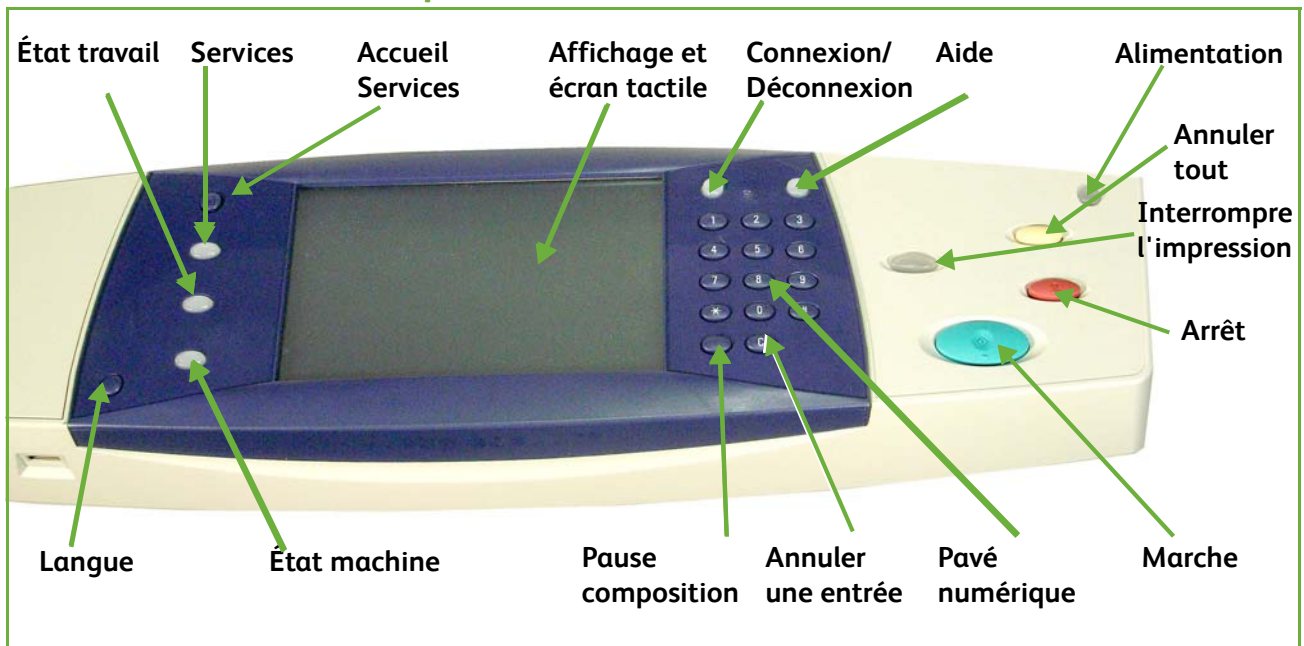 État travail
Services
Accueil
Services
Affichage et
écran tactile
Connexion/
Déconnexion
Aide
Alimentation
Annuler
tout
Interrompre
l'impression
Arrêt
1 2 3
4 5 6
7 8 9
* 0 #
C
Langue
État machine
Pause
composition
Annuler
une entrée
Pavé
numérique
Marche